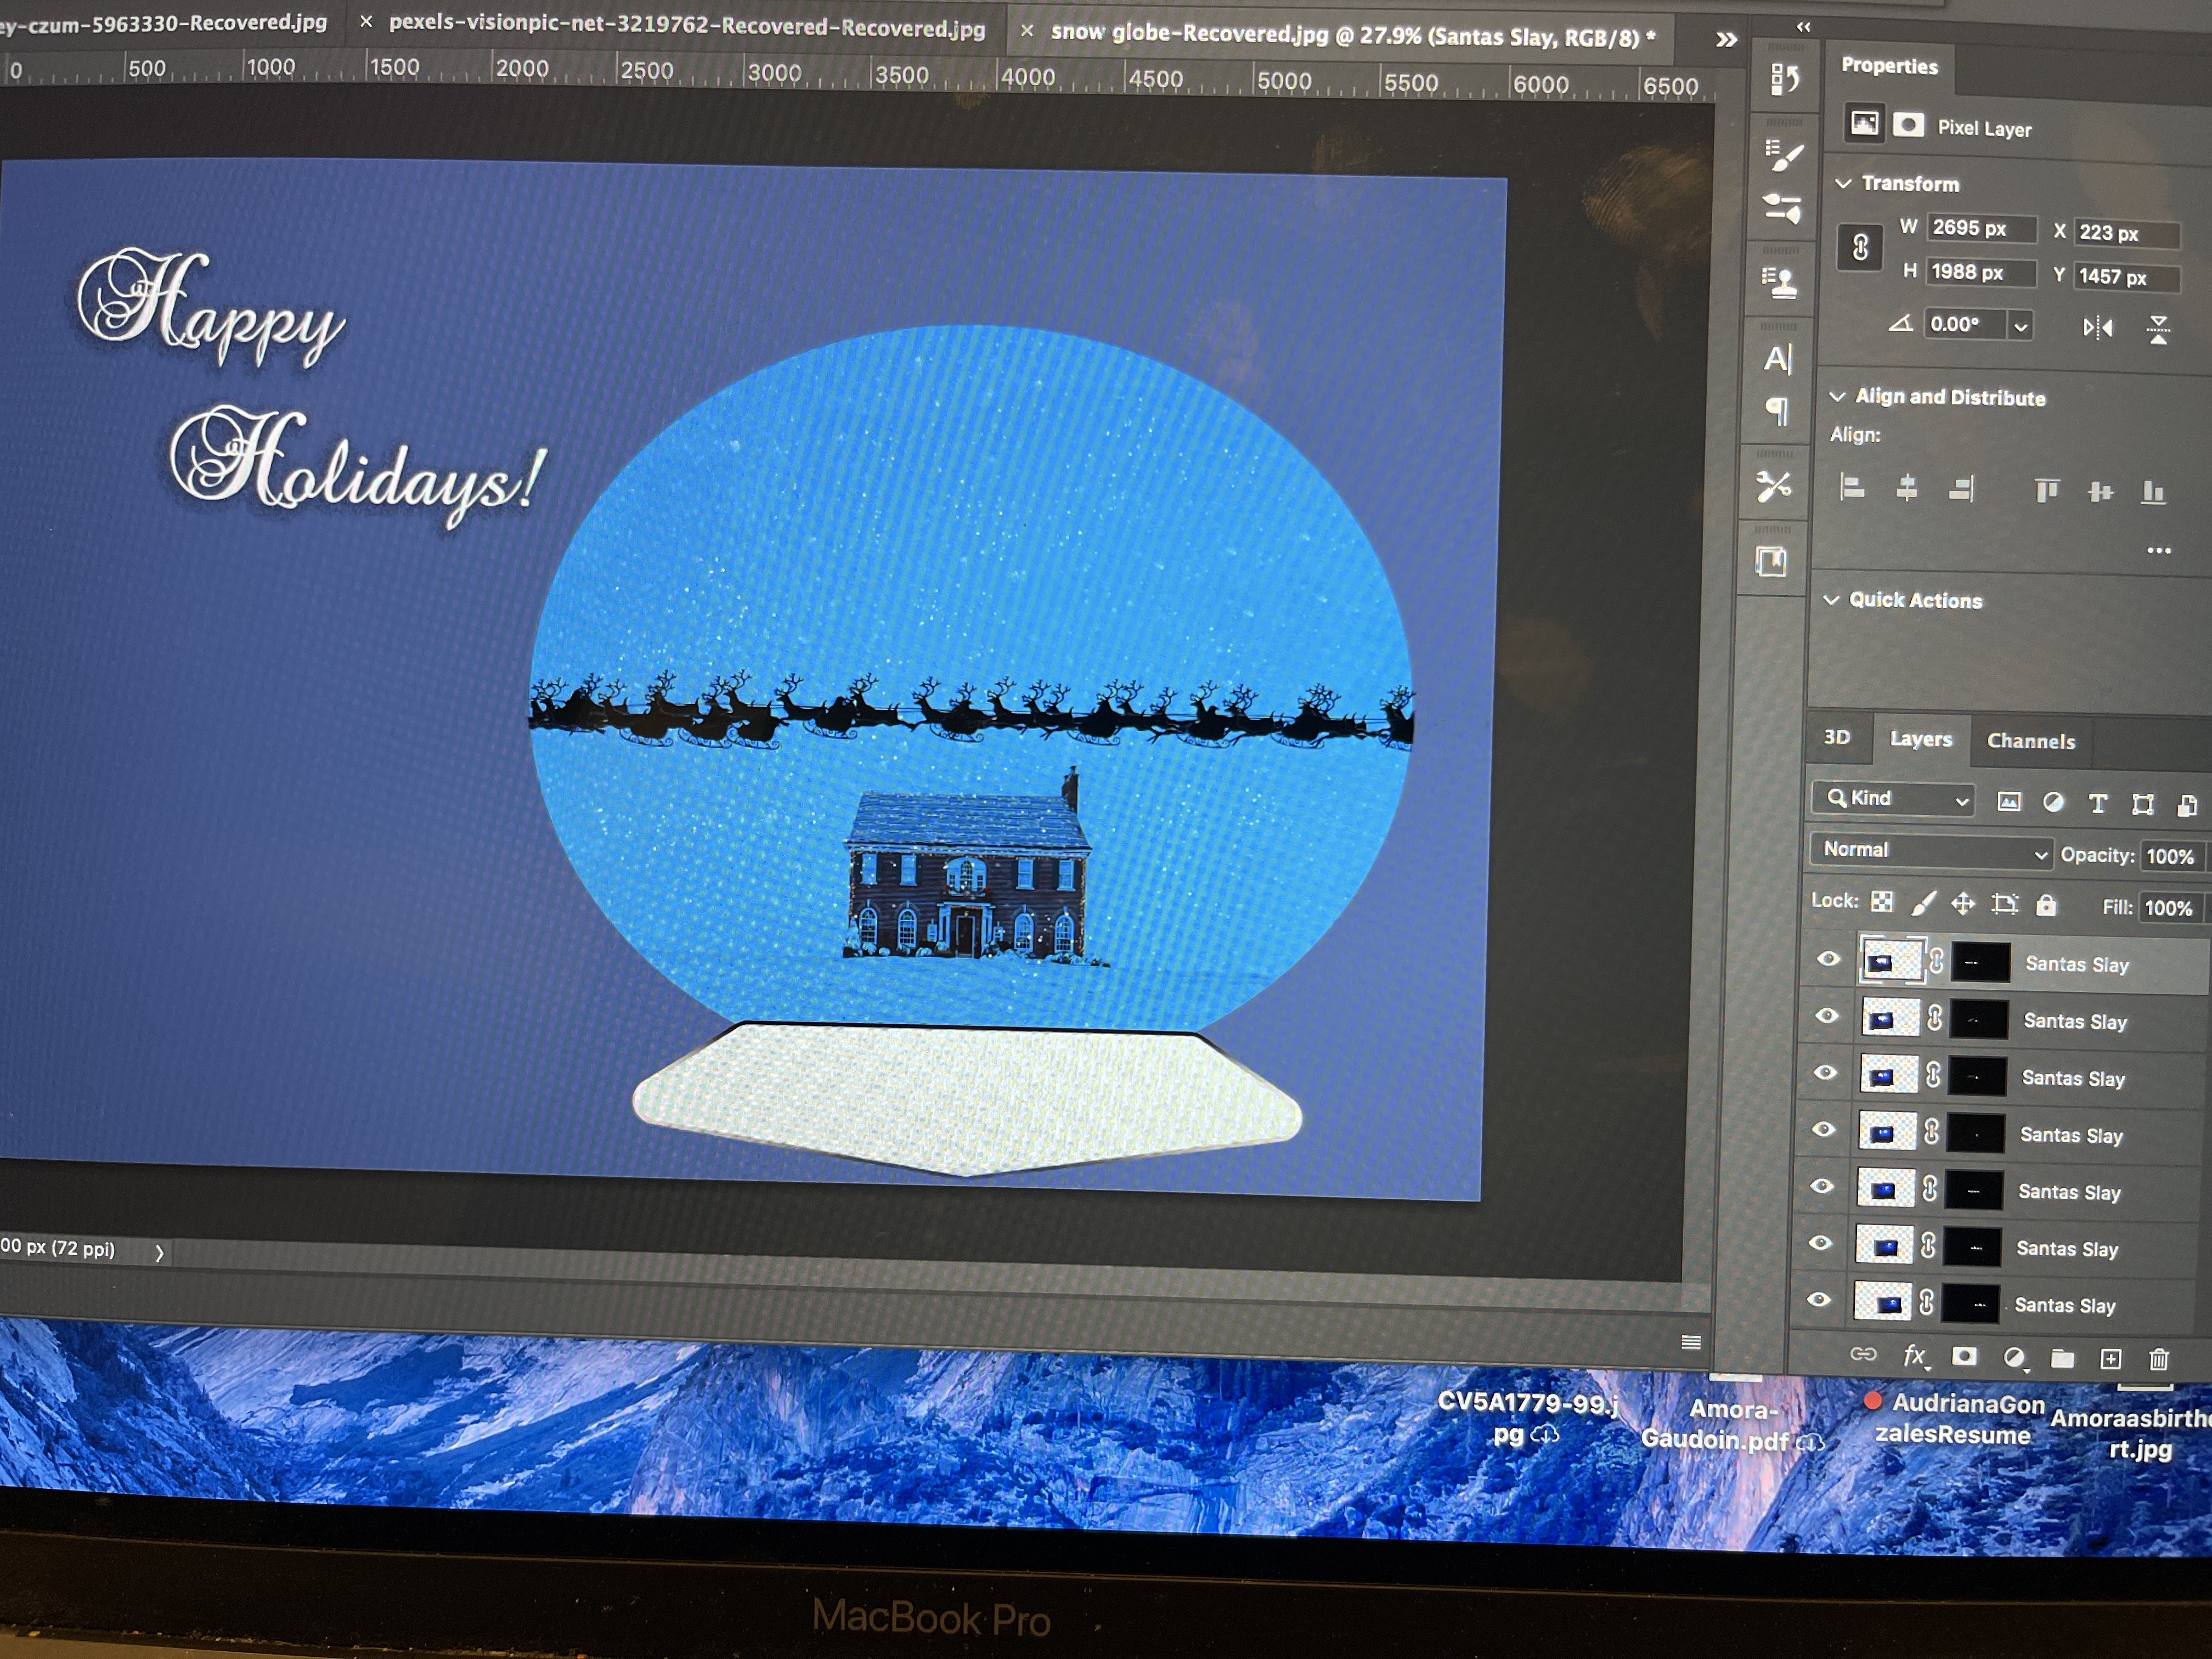 ey-czum-5963330-Recovered.jpg
× pexels-visionpic-net-3219762-Recovered-Recovered.jpg
× snow globe-Recovered.jpg @ 27.9% (Santas Slay, RGB/8) *
0 500 1000 1500 2000 2500 3000 3500 4000 4500 5000 5500 6000 6500
Happy
Holidays!
00 px (72 ppi)
Properties
Pixel Layer
Transform
W 2695 px X 223 px
H 1988 px Y 1457 px
0.00°
Align and Distribute
Align:
Quick Actions
3D Layers Channels
Kind
Normal Opacity: 100%
Lock: Fill: 100%
Santas Slay
Santas Slay
Santas Slay
Santas Slay
Santas Slay
Santas Slay
Santas Slay
fx
CV5A1779-99.j
pg
Amora-
Gaudoin.pdf
AudrianaGon
zalesResume
Amoraasbirth
rt.jpg
MacBook Pro